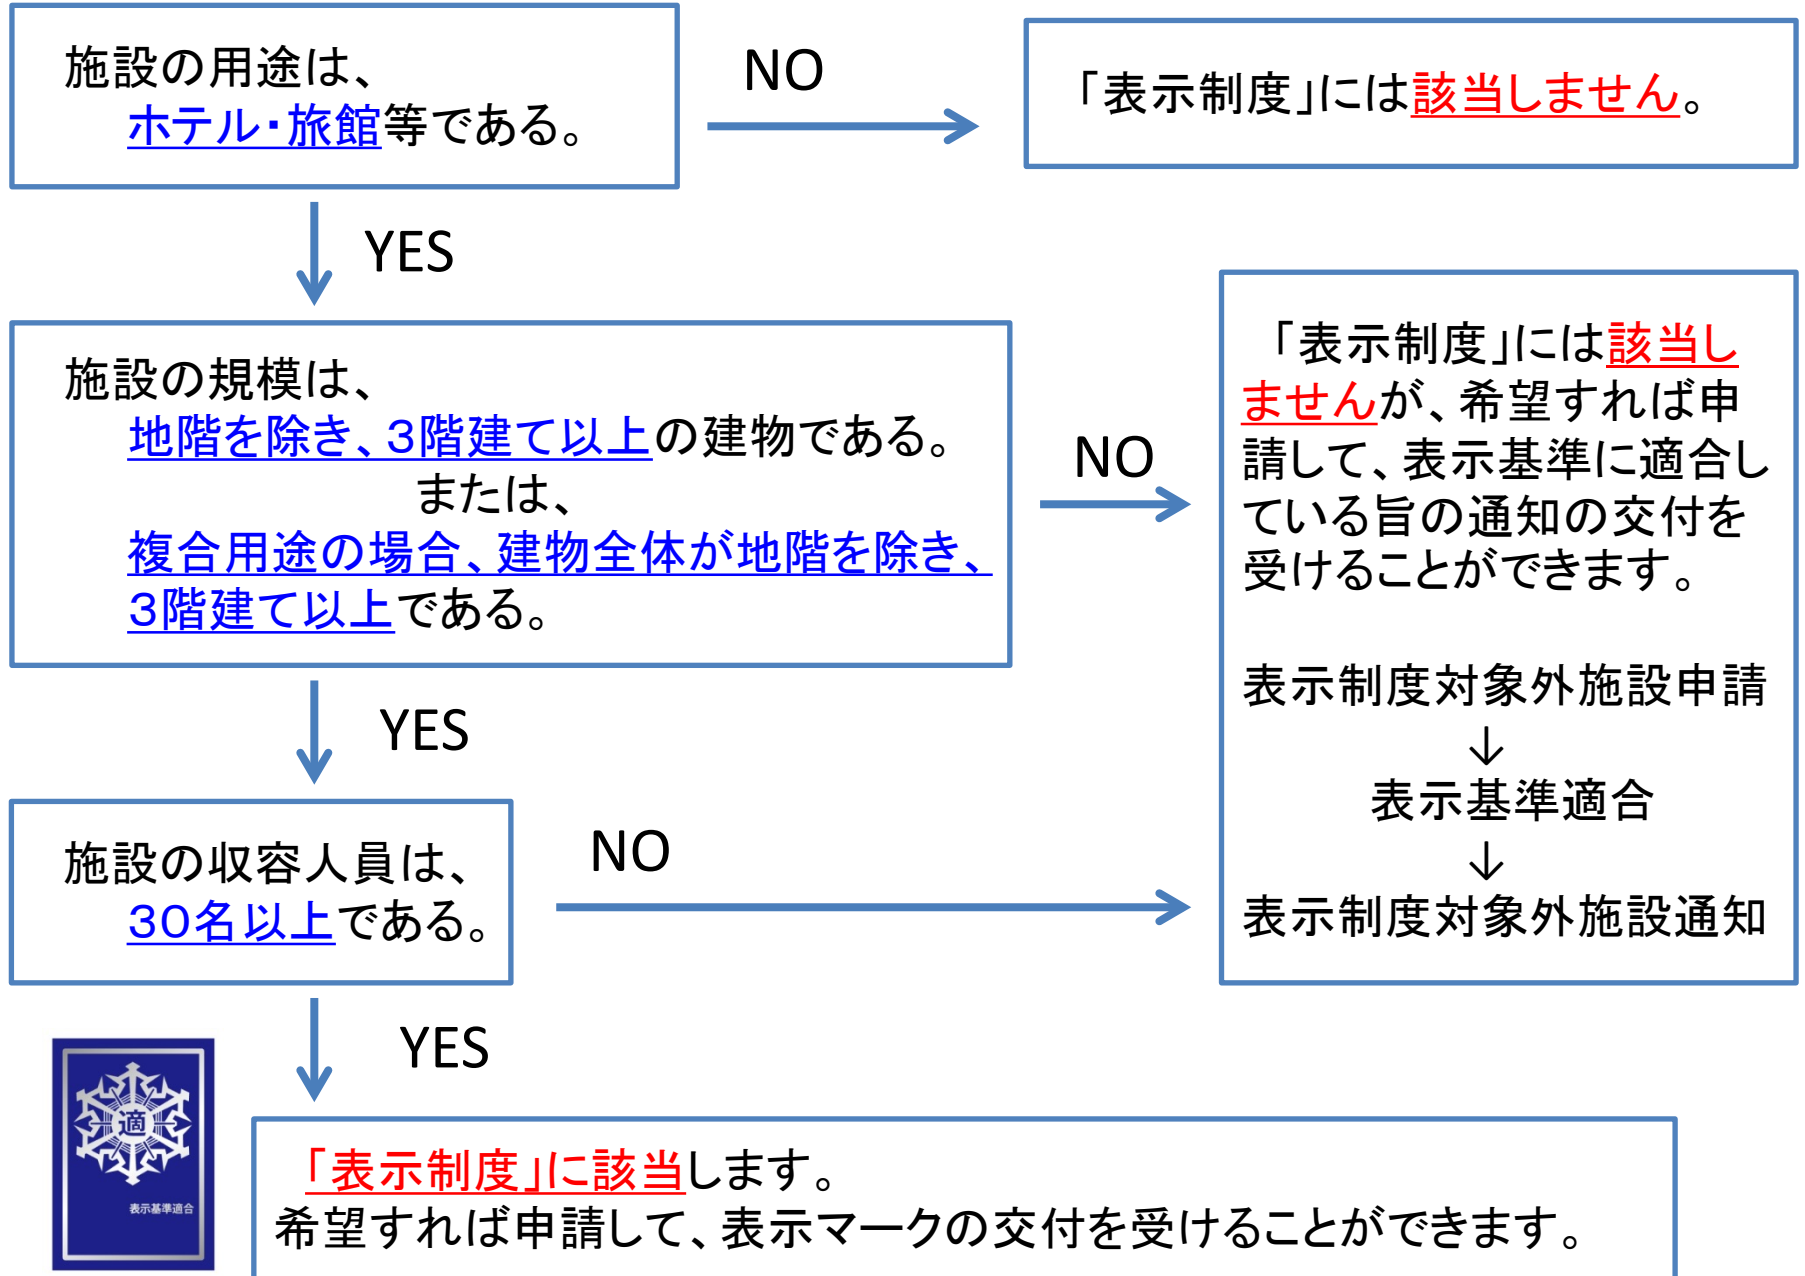 施設の用途は、
ホテル・旅館等である。
NO
「表示制度」には該当しません。
YES
施設の規模は、
地階を除き、３階建て以上の建物である。
または、
複合用途の場合、建物全体が地階を除き、
３階建て以上である。
NO
「表示制度」には該当し
ませんが、希望すれば申
請して、表示基準に適合し
ている旨の通知の交付を
受けることができます。
表示制度対象外施設申請
↓
表示基準適合
↓
表示制度対象外施設通知
YES
施設の収容人員は、
３０名以上である。
NO
YES
適
表示基準適合
「表示制度」に該当します。
希望すれば申請して、表示マークの交付を受けることができます。